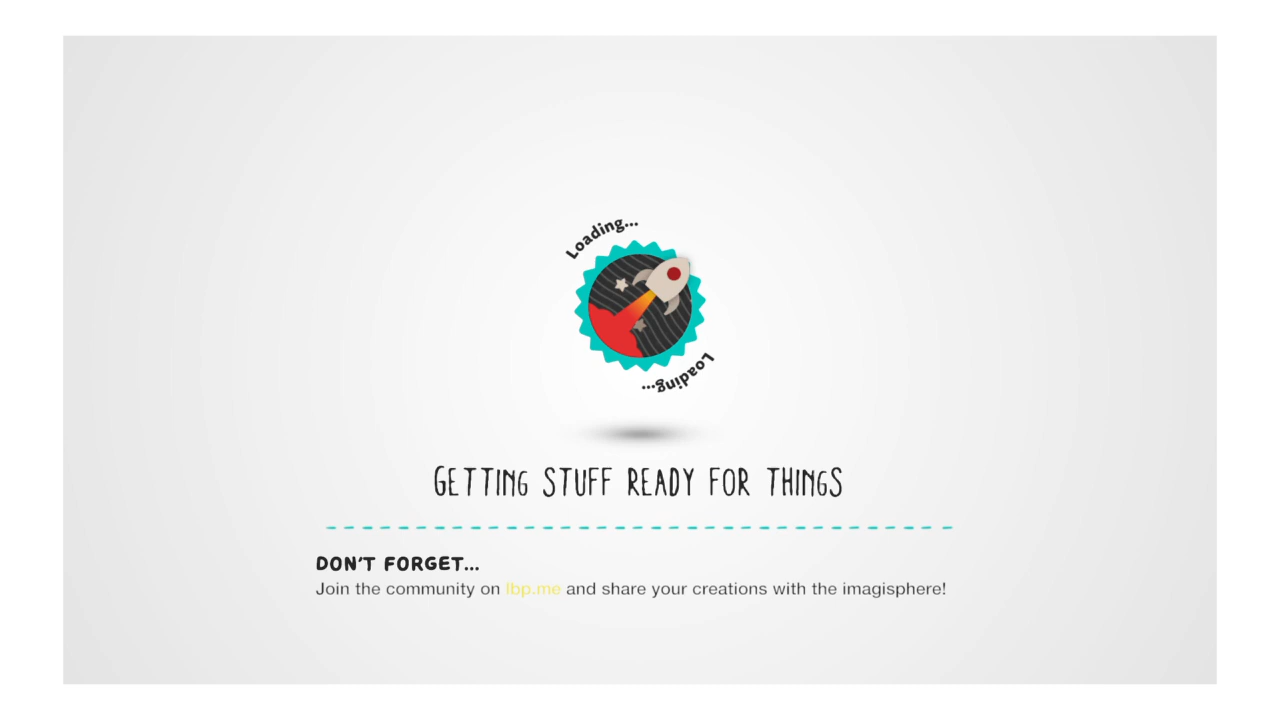 Loading...
Loading...
GETTING STUFF READY FOR THINGS
DON'T FORGET...
Join the community on lbp.me and share your creations with the imagisphere!